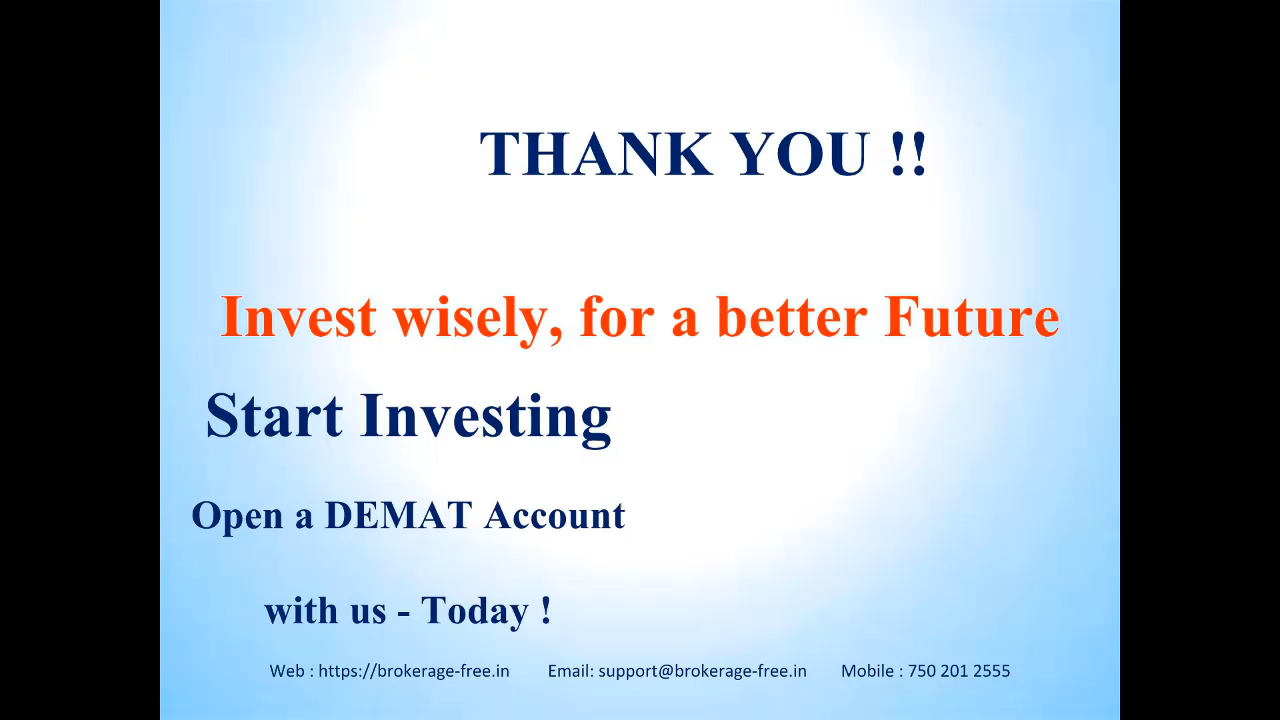 THANK YOU !!
Invest wisely, for a better Future
Start Investing
Open a DEMAT Account
with us - Today !
Web : https://brokerage-free.in Email: support@brokerage-free.in Mobile : 750 201 2555